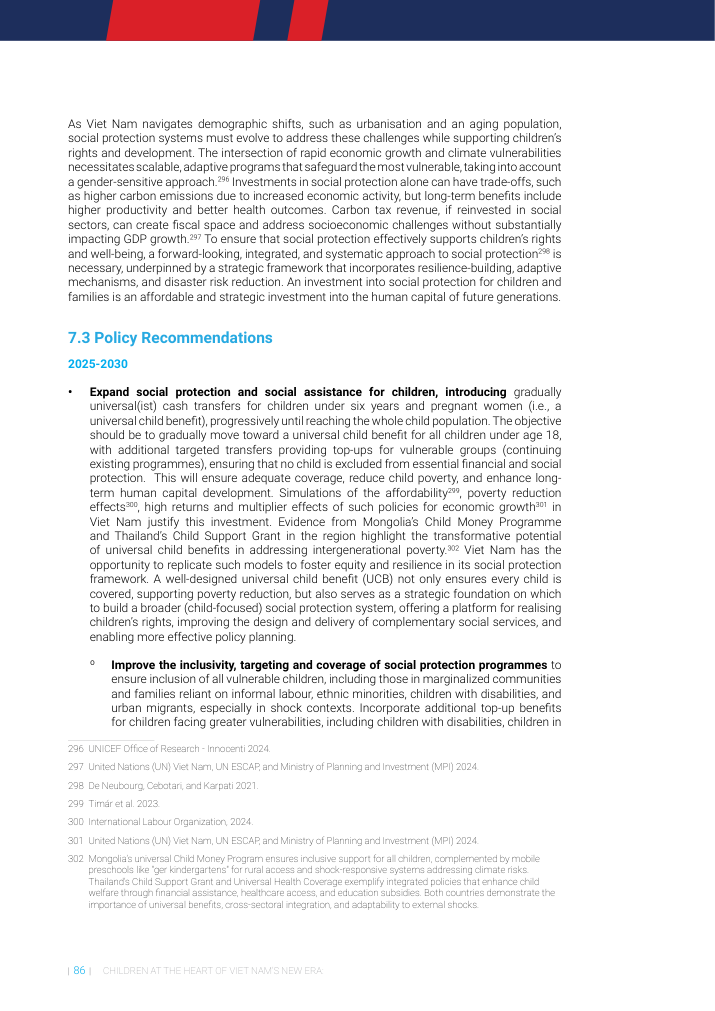 As Viet Nam navigates demographic shifts, such as urbanisation and an aging population,
social protection systems must evolve to address these challenges while supporting children's
rights and development. The intersection of rapid economic growth and climate vulnerabilities
necessitates scalable, adaptive programs that safeguard the most vulnerable, taking into account
a gender-sensitive approach.296 Investments in social protection alone can have trade-offs, such
as higher carbon emissions due to increased economic activity, but long-term benefits include
higher productivity and better health outcomes. Carbon tax revenue, if reinvested in social
sectors, can create fiscal space and address socioeconomic challenges without substantially
impacting GDP growth.297 To ensure that social protection effectively supports children's rights
and well-being, a forward-looking, integrated, and systematic approach to social protection298 is
necessary, underpinned by a strategic framework that incorporates resilience-building, adaptive
mechanisms, and disaster risk reduction. An investment into social protection for children and
families is an affordable and strategic investment into the human capital of future generations.
7.3 Policy Recommendations
2025-2030
• Expand social protection and social assistance for children, introducing gradually
universal(ist) cash transfers for children under six years and pregnant women (i.e., a
universal child benefit), progressively until reaching the whole child population. The objective
should be to gradually move toward a universal child benefit for all children under age 18,
with additional targeted transfers providing top-ups for vulnerable groups (continuing
existing programmes), ensuring that no child is excluded from essential financial and social
protection. This will ensure adequate coverage, reduce child poverty, and enhance long-
term human capital development. Simulations of the affordability299, poverty reduction
effects300, high returns and multiplier effects of such policies for economic growth301 in
Viet Nam justify this investment. Evidence from Mongolia's Child Money Programme
and Thailand's Child Support Grant in the region highlight the transformative potential
of universal child benefits in addressing intergenerational poverty.302 Viet Nam has the
opportunity to replicate such models to foster equity and resilience in its social protection
framework. A well-designed universal child benefit (UCB) not only ensures every child is
covered, supporting poverty reduction, but also serves as a strategic foundation on which
to build a broader (child-focused) social protection system, offering a platform for realising
children's rights, improving the design and delivery of complementary social services, and
enabling more effective policy planning.
o Improve the inclusivity, targeting and coverage of social protection programmes to
ensure inclusion of all vulnerable children, including those in marginalized communities
and families reliant on informal labour, ethnic minorities, children with disabilities, and
urban migrants, especially in shock contexts. Incorporate additional top-up benefits
for children facing greater vulnerabilities, including children with disabilities, children in
296 UNICEF Office of Research - Innocenti 2024.
297 United Nations (UN) Viet Nam, UN ESCAP, and Ministry of Planning and Investment (MPI) 2024.
298 De Neubourg, Cebotari, and Karpati 2021.
299 Timár et al. 2023.
300 International Labour Organization, 2024.
301 United Nations (UN) Viet Nam, UN ESCAP, and Ministry of Planning and Investment (MPI) 2024.
302 Mongolia's universal Child Money Program ensures inclusive support for all children, complemented by mobile
preschools like "ger kindergartens" for rural access and shock-responsive systems addressing climate risks.
Thailand's Child Support Grant and Universal Health Coverage exemplify integrated policies that enhance child
welfare through financial assistance, healthcare access, and education subsidies. Both countries demonstrate the
importance of universal benefits, cross-sectoral integration, and adaptability to external shocks.
| 86 | CHILDREN AT THE HEART OF VIET NAM'S NEW ERA